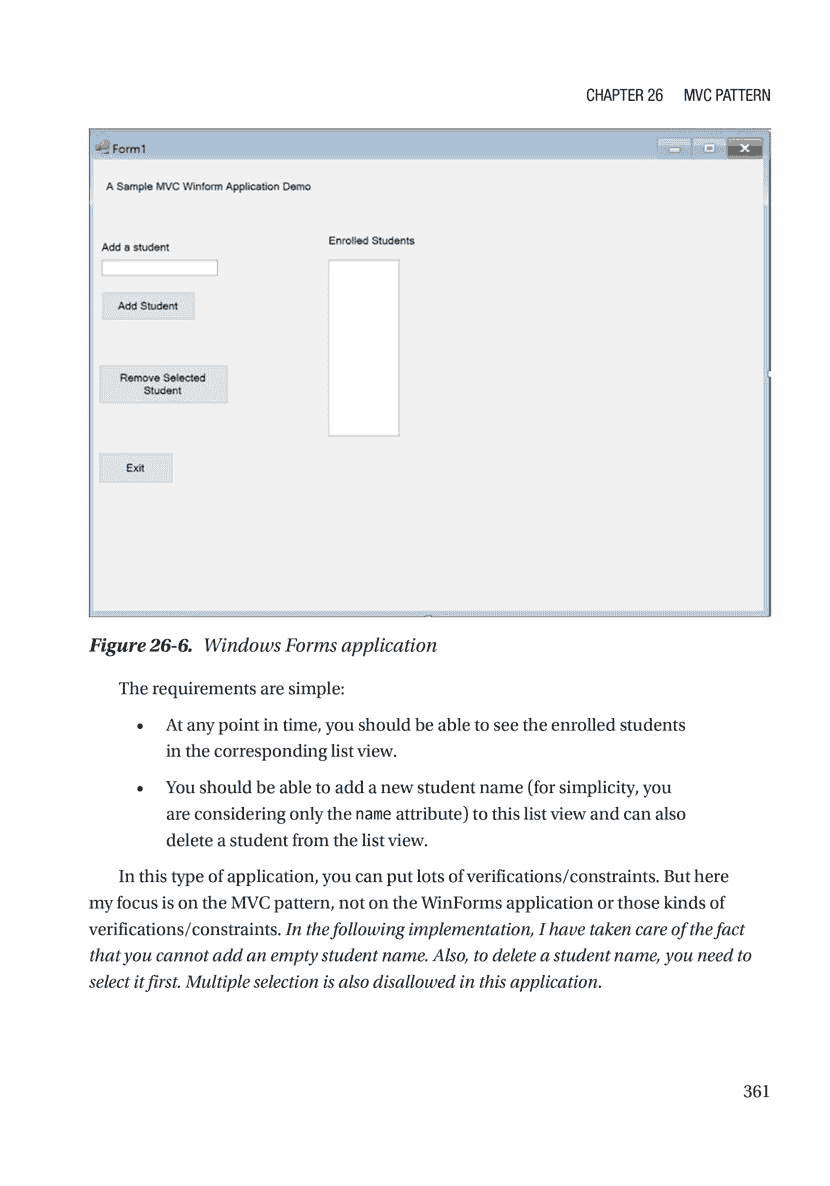 CHAPTER 26 MVC PATTERN
Form1
A Sample MVC Winform Application Demo
Add a student
Enrolled Students
Add Student
Remove Selected
Student
Exit
Figure 26-6. Windows Forms application
The requirements are simple:
• At any point in time, you should be able to see the enrolled students
in the corresponding list view.
• You should be able to add a new student name (for simplicity, you
are considering only the name attribute) to this list view and can also
delete a student from the list view.
In this type of application, you can put lots of verifications/constraints. But here
my focus is on the MVC pattern, not on the WinForms application or those kinds of
verifications/constraints. In the following implementation, I have taken care of the fact
that you cannot add an empty student name. Also, to delete a student name, you need to
select it first. Multiple selection is also disallowed in this application.
361